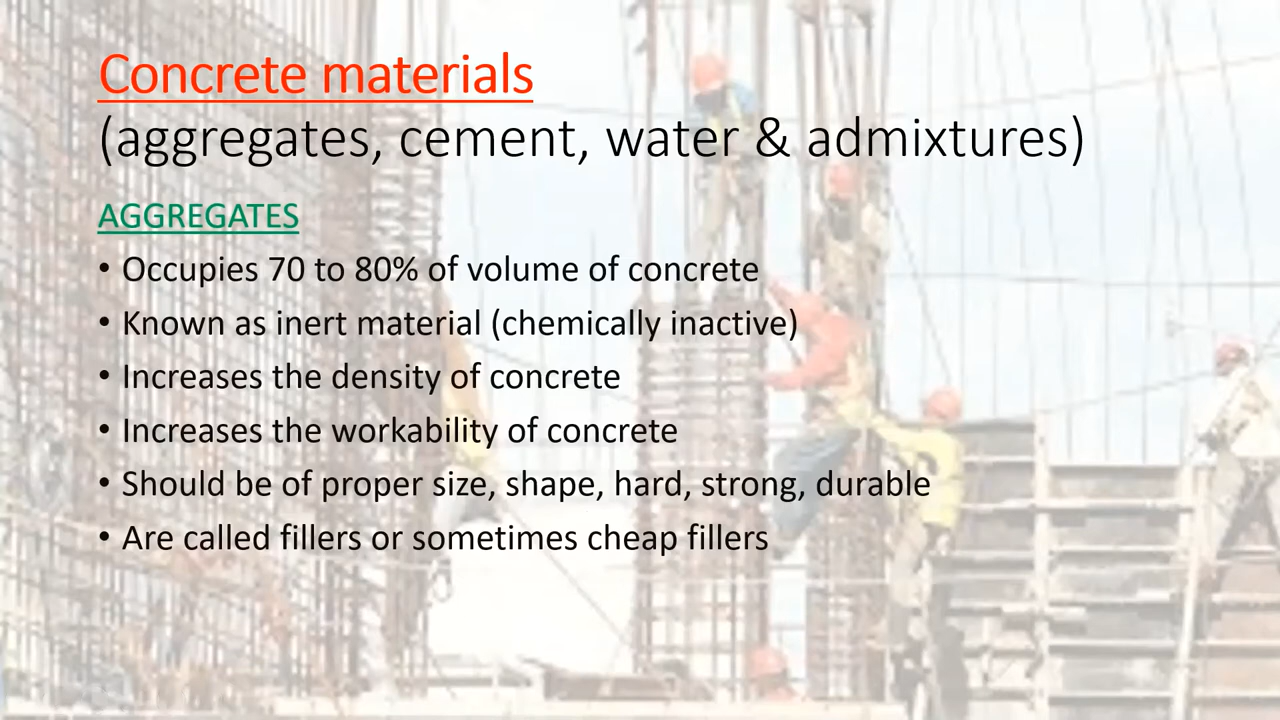 Concrete materials
(aggregates, cement, water & admixtures)
AGGREGATES
• Occupies 70 to 80% of volume of concrete
• Known as inert material (chemically inactive)
• Increases the density of concrete
• Increases the workability of concrete
• Should be of proper size, shape, hard, strong, durable
• Are called fillers or sometimes cheap fillers